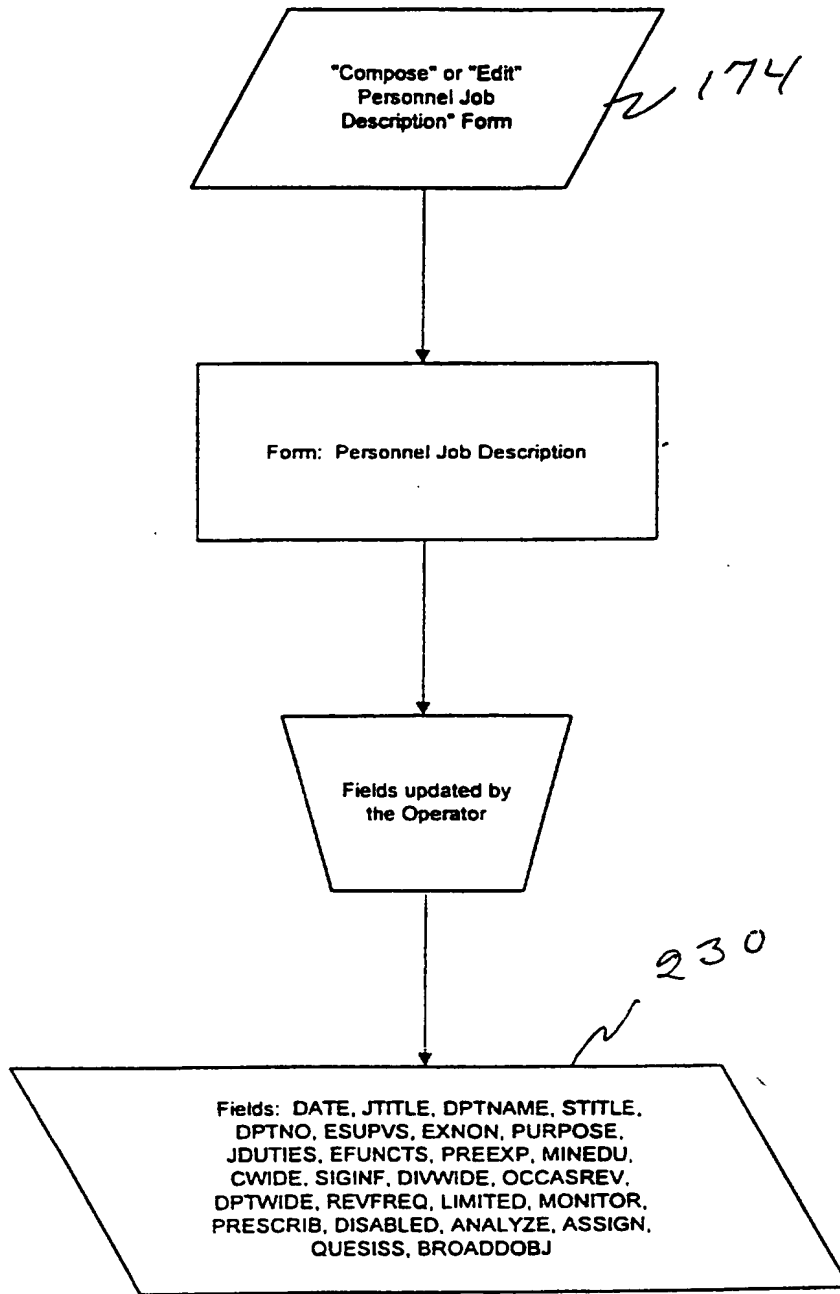 "Compose" or "Edit"
Personnel Job
Description" Form
174
Form: Personnel Job Description
Fields updated by
the Operator
230
Fields: DATE, JTITLE, DPTNAME, STITLE,
DPTNO, ESUPVS, EXNON, PURPOSE,
JDUTIES, EFUNCTS, PREEXP, MINEDU,
CWIDE, SIGINF, DIVWIDE, OCCASREV,
DPTWIDE, REVFREQ, LIMITED, MONITOR,
PRESCRIB, DISABLED, ANALYZE, ASSIGN,
QUESISS, BROADDOBJ